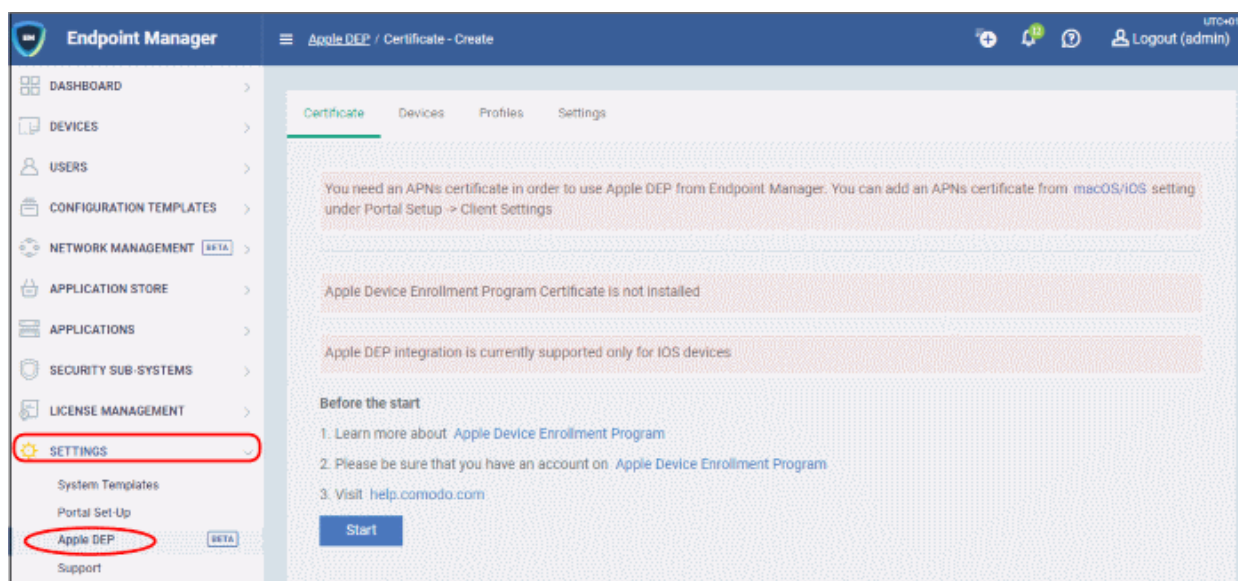 UTC+01
Endpoint Manager
Apple DEP / Certificate - Create
12
Logout (admin)
DASHBOARD
DEVICES
USERS
CONFIGURATION TEMPLATES
NETWORK MANAGEMENT BETA
APPLICATION STORE
APPLICATIONS
SECURITY SUB-SYSTEMS
LICENSE MANAGEMENT
SETTINGS
System Templates
Portal Set-Up
Apple DEP BETA
Support
Certificate Devices Profiles Settings
You need an APNs certificate in order to use Apple DEP from Endpoint Manager. You can add an APNs certificate from macOS/iOS setting
under Portal Setup -> Client Settings
Apple Device Enrollment Program Certificate is not installed
Apple DEP integration is currently supported only for IOS devices
Before the start
1. Learn more about Apple Device Enrollment Program
2. Please be sure that you have an account on Apple Device Enrollment Program
3. Visit help.comodo.com
Start